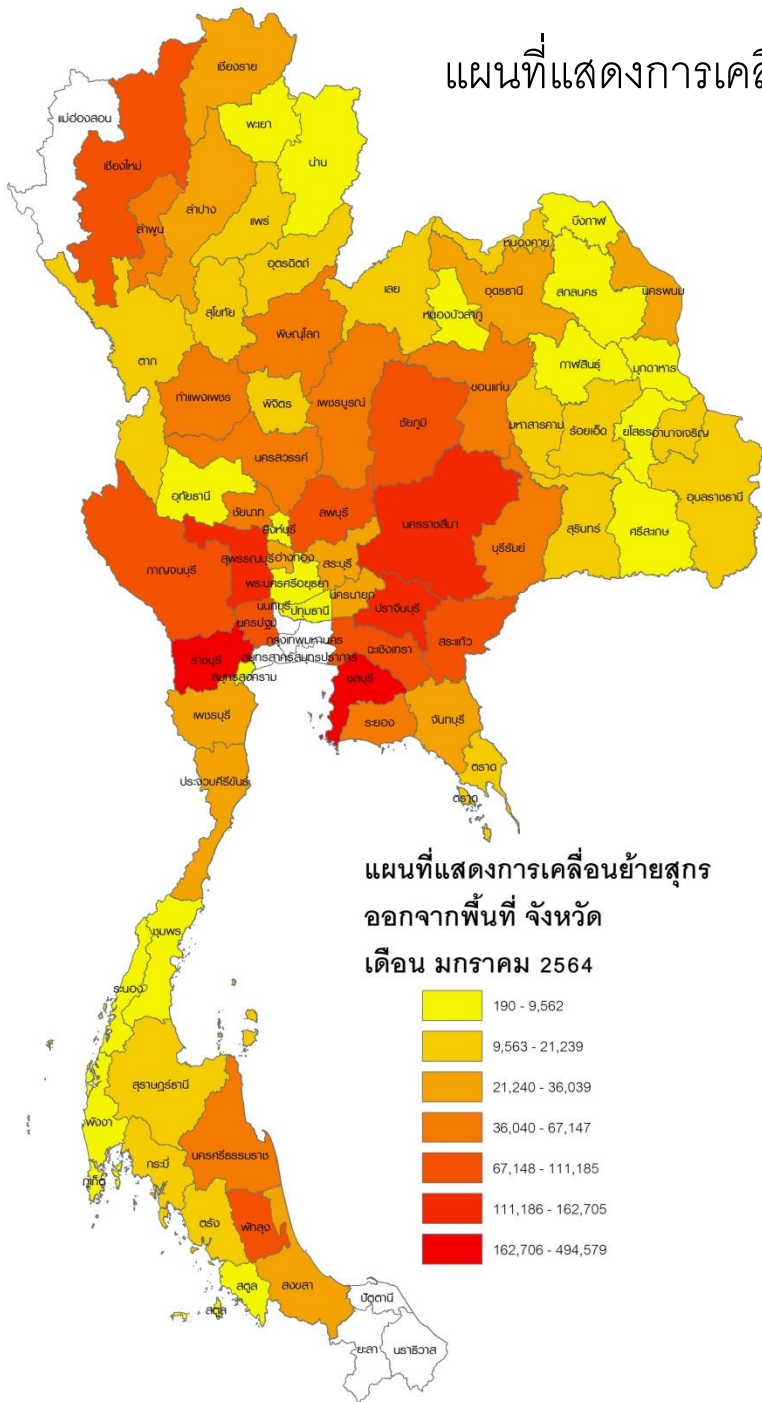 แผนที่แสดงการเคลื
เชียงราย
แม่ฮ่องสอน
พะเยา
น่าน
เชียงใหม่
ลำปาง
แพร่
ลำพูน
บึงกาฬ
หนองคาย
อุตรดิตถ์
เลย
อุดรธานี
สกลนคร
นครพนม
สุโขทัย
หนองบัวลำภู
พิษณุโลก
ตาก
กาฬสินธุ์
มุกดาหาร
ขอนแก่น
กำแพงเพชร
พิจิตร
เพชรบูรณ์
ชัยภูมิ
มหาสารคาม
ร้อยเอ็ด
ยโสธร
อำนาจเจริญ
นครสวรรค์
อุทัยธานี
อุบลราชธานี
ชัยนาท
ลพบุรี
นครราชสีมา
สุรินทร์
ศรีสะเกษ
สิงห์บุรี
บุรีรัมย์
สุพรรณบุรี
อ่างทอง
สระบุรี
กาญจนบุรี
พระนครศรีอยุธยา
นครนายก
นนทบุรี
ปทุมธานี
ปราจีนบุรี
สระแก้ว
นครปฐม
กรุงเทพมหานคร
ฉะเชิงเทรา
ราชบุรี
สมุทรสาคร
สมุทรปราการ
สมุทรสงคราม
ชลบุรี
เพชรบุรี
ระยอง
จันทบุรี
ตราด
ประจวบคีรีขันธ์
ตราด
แผนที่แสดงการเคลื่อนย้ายสุกร
ออกจากพื้นที่ จังหวัด
เดือน มกราคม 2564
190 - 9,562
9,563 - 21,239
21,240 - 36,039
36,040 - 67,147
67,148 - 111,185
111,186 - 162,705
162,706 - 494,579
ชุมพร
ระนอง
สุราษฎร์ธานี
พังงา
นครศรีธรรมราช
กระบี่
ภูเก็ต
ตรัง
พัทลุง
สตูล
สงขลา
สตูล
ปัตตานี
ยะลา
นราธิวาส